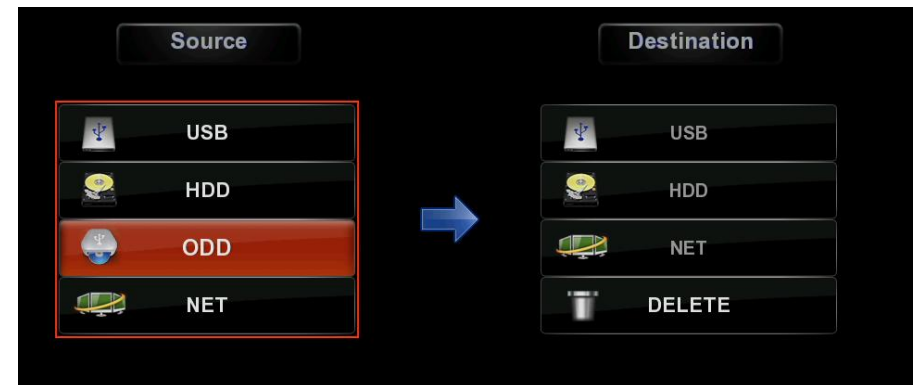 Source
USB
HDD
ODD
NET
Destination
USB
HDD
NET
DELETE